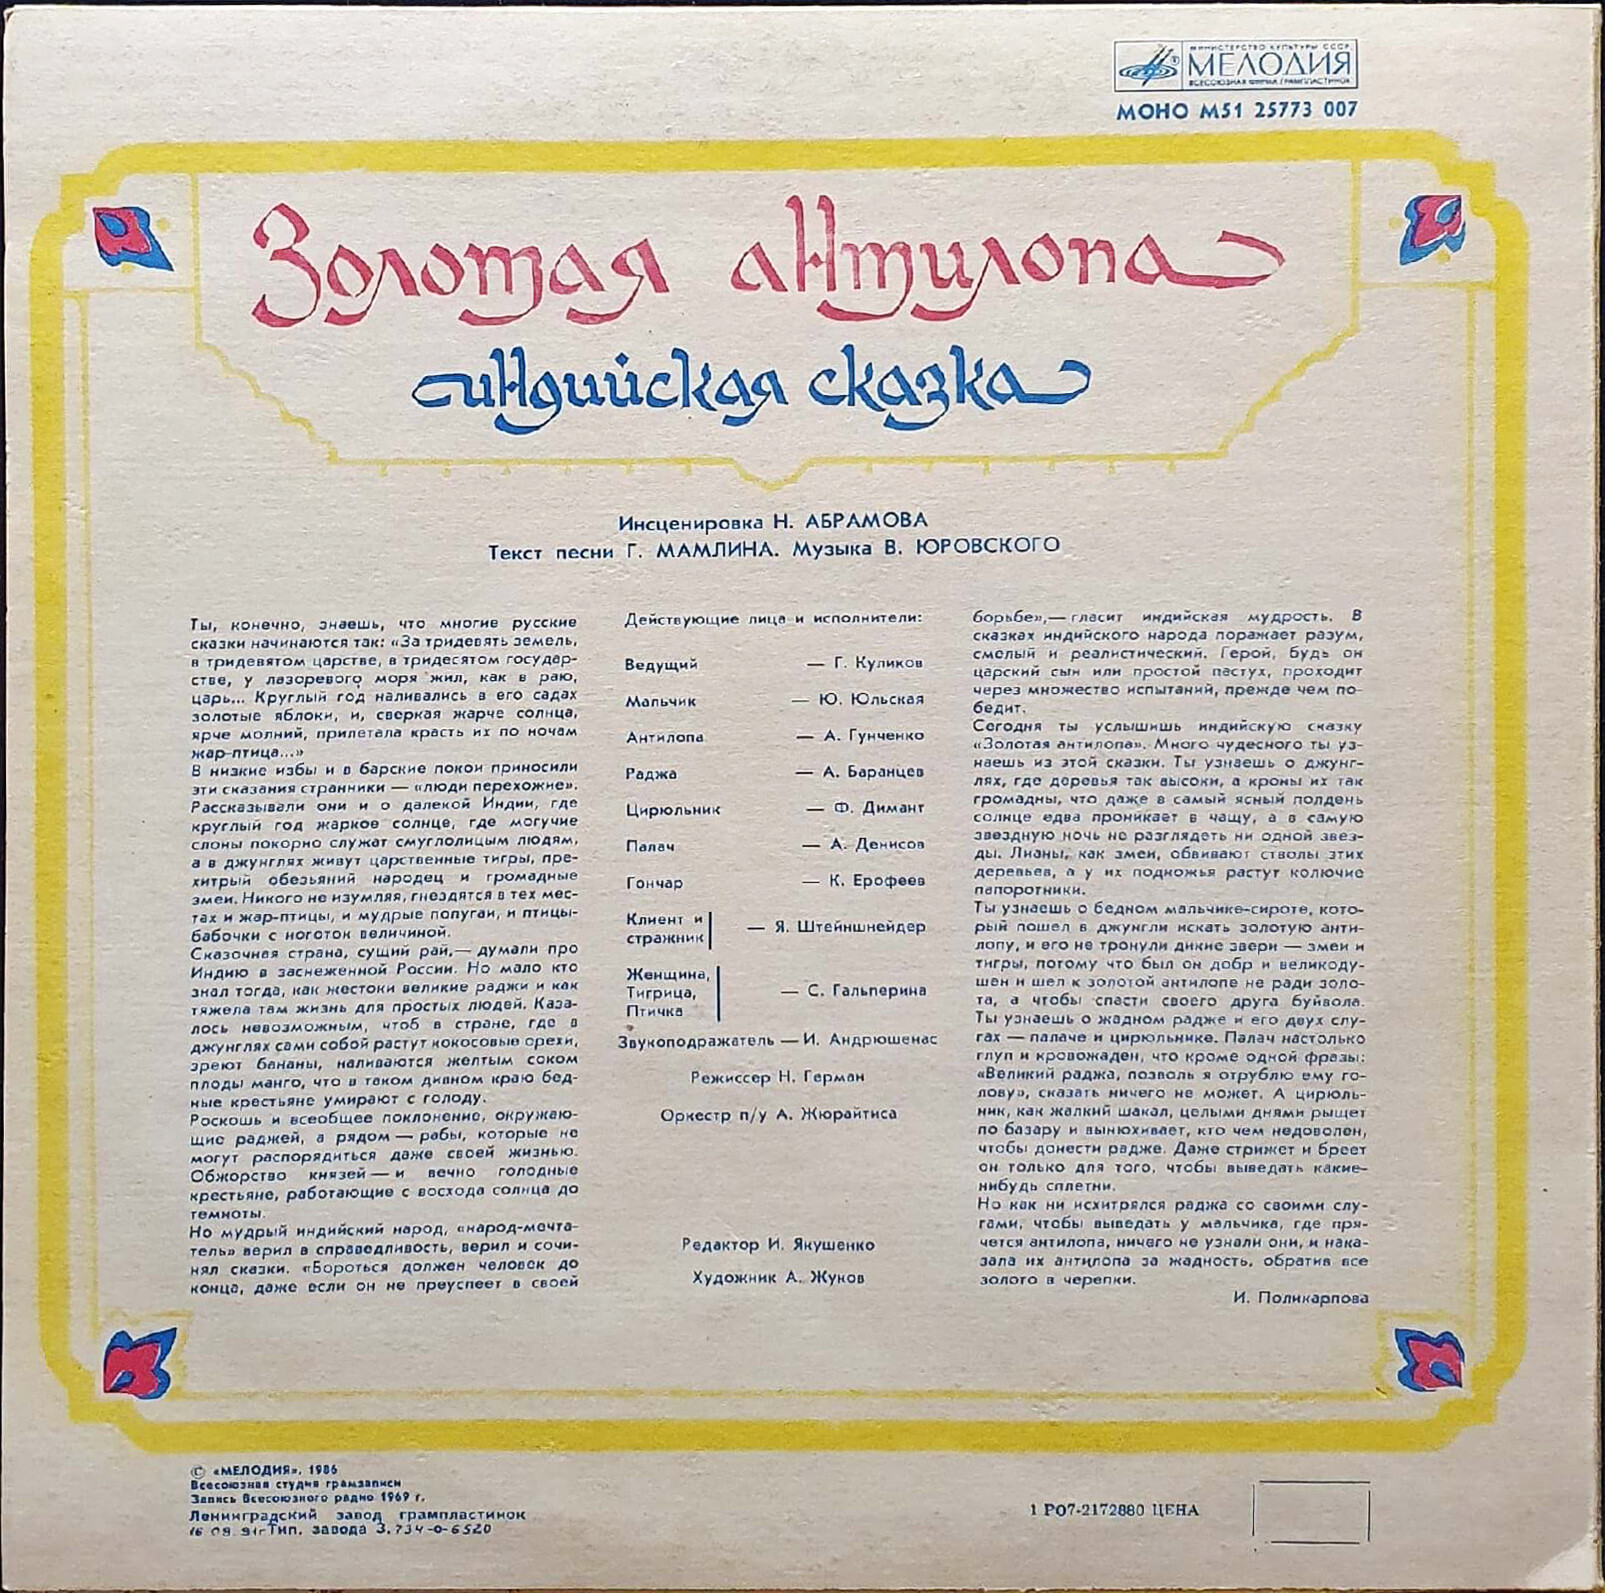 МИНИСТЕРСТВО КУЛЬТУРЫ СССР
МЕЛОДИЯ
ВСЕСОЮЗНАЯ ФИРМА ГРАМПЛАСТИНОК
МОНО М51 25773 007
Золотая антилопа
индийская сказка
Инсценировка Н. АБРАМОВА
Текст песни Г. МАМЛИНА. Музыка В. ЮРОВСКОГО
Ты, конечно, знаешь, что многие русские
сказки начинаются так: «За тридевять земель,
в тридевятом царстве, в тридесятом государ-
стве, у лазоревого моря жил, как в раю,
царь... Круглый год наливались в его садах
золотые яблоки, и, сверкая жарче солнца,
ярче молний, прилетала красть их по ночам
жар-птица...»
В низкие избы и в барские покои приносили
эти сказания странники — «люди перехожие».
Рассказывали они и о далекой Индии, где
круглый год жаркое солнце, где могучие
слоны покорно служат смуглолицым людям,
а в джунглях живут царственные тигры, пре-
хитрый обезьяний народец и громадные
змеи. Никого не изумляя, гнездятся в тех мес-
тах и жар-птицы, и мудрые попугаи, и птицы-
бабочки с ноготок величиной.
Сказочная страна, сущий рай,— думали про
Индию в заснеженной России. Но мало кто
знал тогда, как жестоки великие раджи и как
тяжела там жизнь для простых людей. Каза-
лось невозможным, чтоб в стране, где в
джунглях сами собой растут кокосовые орехи,
зреют бананы, наливаются желтым соком
плоды манго, что в таком дивном краю бед-
ные крестьяне умирают с голоду.
Роскошь и всеобщее поклонение, окружаю-
щие раджей, а рядом — рабы, которые не
могут распорядиться даже своей жизнью.
Обжорство князей — и вечно голодные
крестьяне, работающие с восхода солнца до
темноты.
Но мудрый индийский народ, «народ-мечта-
тель» верил в справедливость, верил и сочи-
нял сказки. «Бороться должен человек до
конца, даже если он не преуспеет в своей
Действующие лица и исполнители:
Ведущий — Г. Куликов
Мальчик — Ю. Юльская
Антилопа — А. Гунченко
Раджа — А. Баранцев
Цирюльник — Ф. Димант
Палач — А. Денисов
Гончар — К. Ерофеев
Клиент и
стражник — Я. Штейншнейдер
Женщина,
Тигрица, — С. Гальперина
Птичка
Звукоподражатель — И. Андрюшенас
Режиссер Н. Герман
Оркестр п/у А. Жюрайтиса
Редактор И. Якушенко
Художник А. Жуков
борьбе»,— гласит индийская мудрость. В
сказках индийского народа поражает разум,
смелый и реалистический. Герой, будь он
царский сын или простой пастух, проходит
через множество испытаний, прежде чем по-
бедит.
Сегодня ты услышишь индийскую сказку
«Золотая антилопа». Много чудесного ты уз-
наешь из этой сказки. Ты узнаешь о джунг-
лях, где деревья так высоки, а кроны их так
громадны, что даже в самый ясный полдень
солнце едва проникает в чащу, а в самую
звездную ночь не разглядеть ни одной звез-
ды. Лианы, как змеи, обвивают стволы этих
деревьев, а у их подножья растут колючие
папоротники.
Ты узнаешь о бедном мальчике-сироте, кото-
рый пошел в джунгли искать золотую анти-
лопу, и его не тронули дикие звери — змеи и
тигры, потому что был он добр и великоду-
шен и шел к золотой антилопе не ради золо-
та, а чтобы спасти своего друга буйвола.
Ты узнаешь о жадном радже и его двух слу-
гах — палаче и цирюльнике. Палач настолько
глуп и кровожаден, что кроме одной фразы:
«Великий раджа, позволь я отрублю ему го-
лову», сказать ничего не может. А цирюль-
ник, как жалкий шакал, целыми днями рыщет
по базару и вынюхивает, кто чем недоволен,
чтобы донести радже. Даже стрижет и бреет
он только для того, чтобы выведать какие-
нибудь сплетни.
Но как ни исхитрялся раджа со своими слу-
гами, чтобы выведать у мальчика, где пря-
чется антилопа, ничего не узнали они, и нака-
зала их антилопа за жадность, обратив все
золото в черепки.
И. Поликарпова
© «МЕЛОДИЯ», 1986
Всесоюзная студия грамзаписи
Запись Всесоюзного радио 1969 г.
Ленинградский завод грампластинок
16.09.91г Тип. завода З.734-0-6520
1 РО7-2172880 ЦЕНА